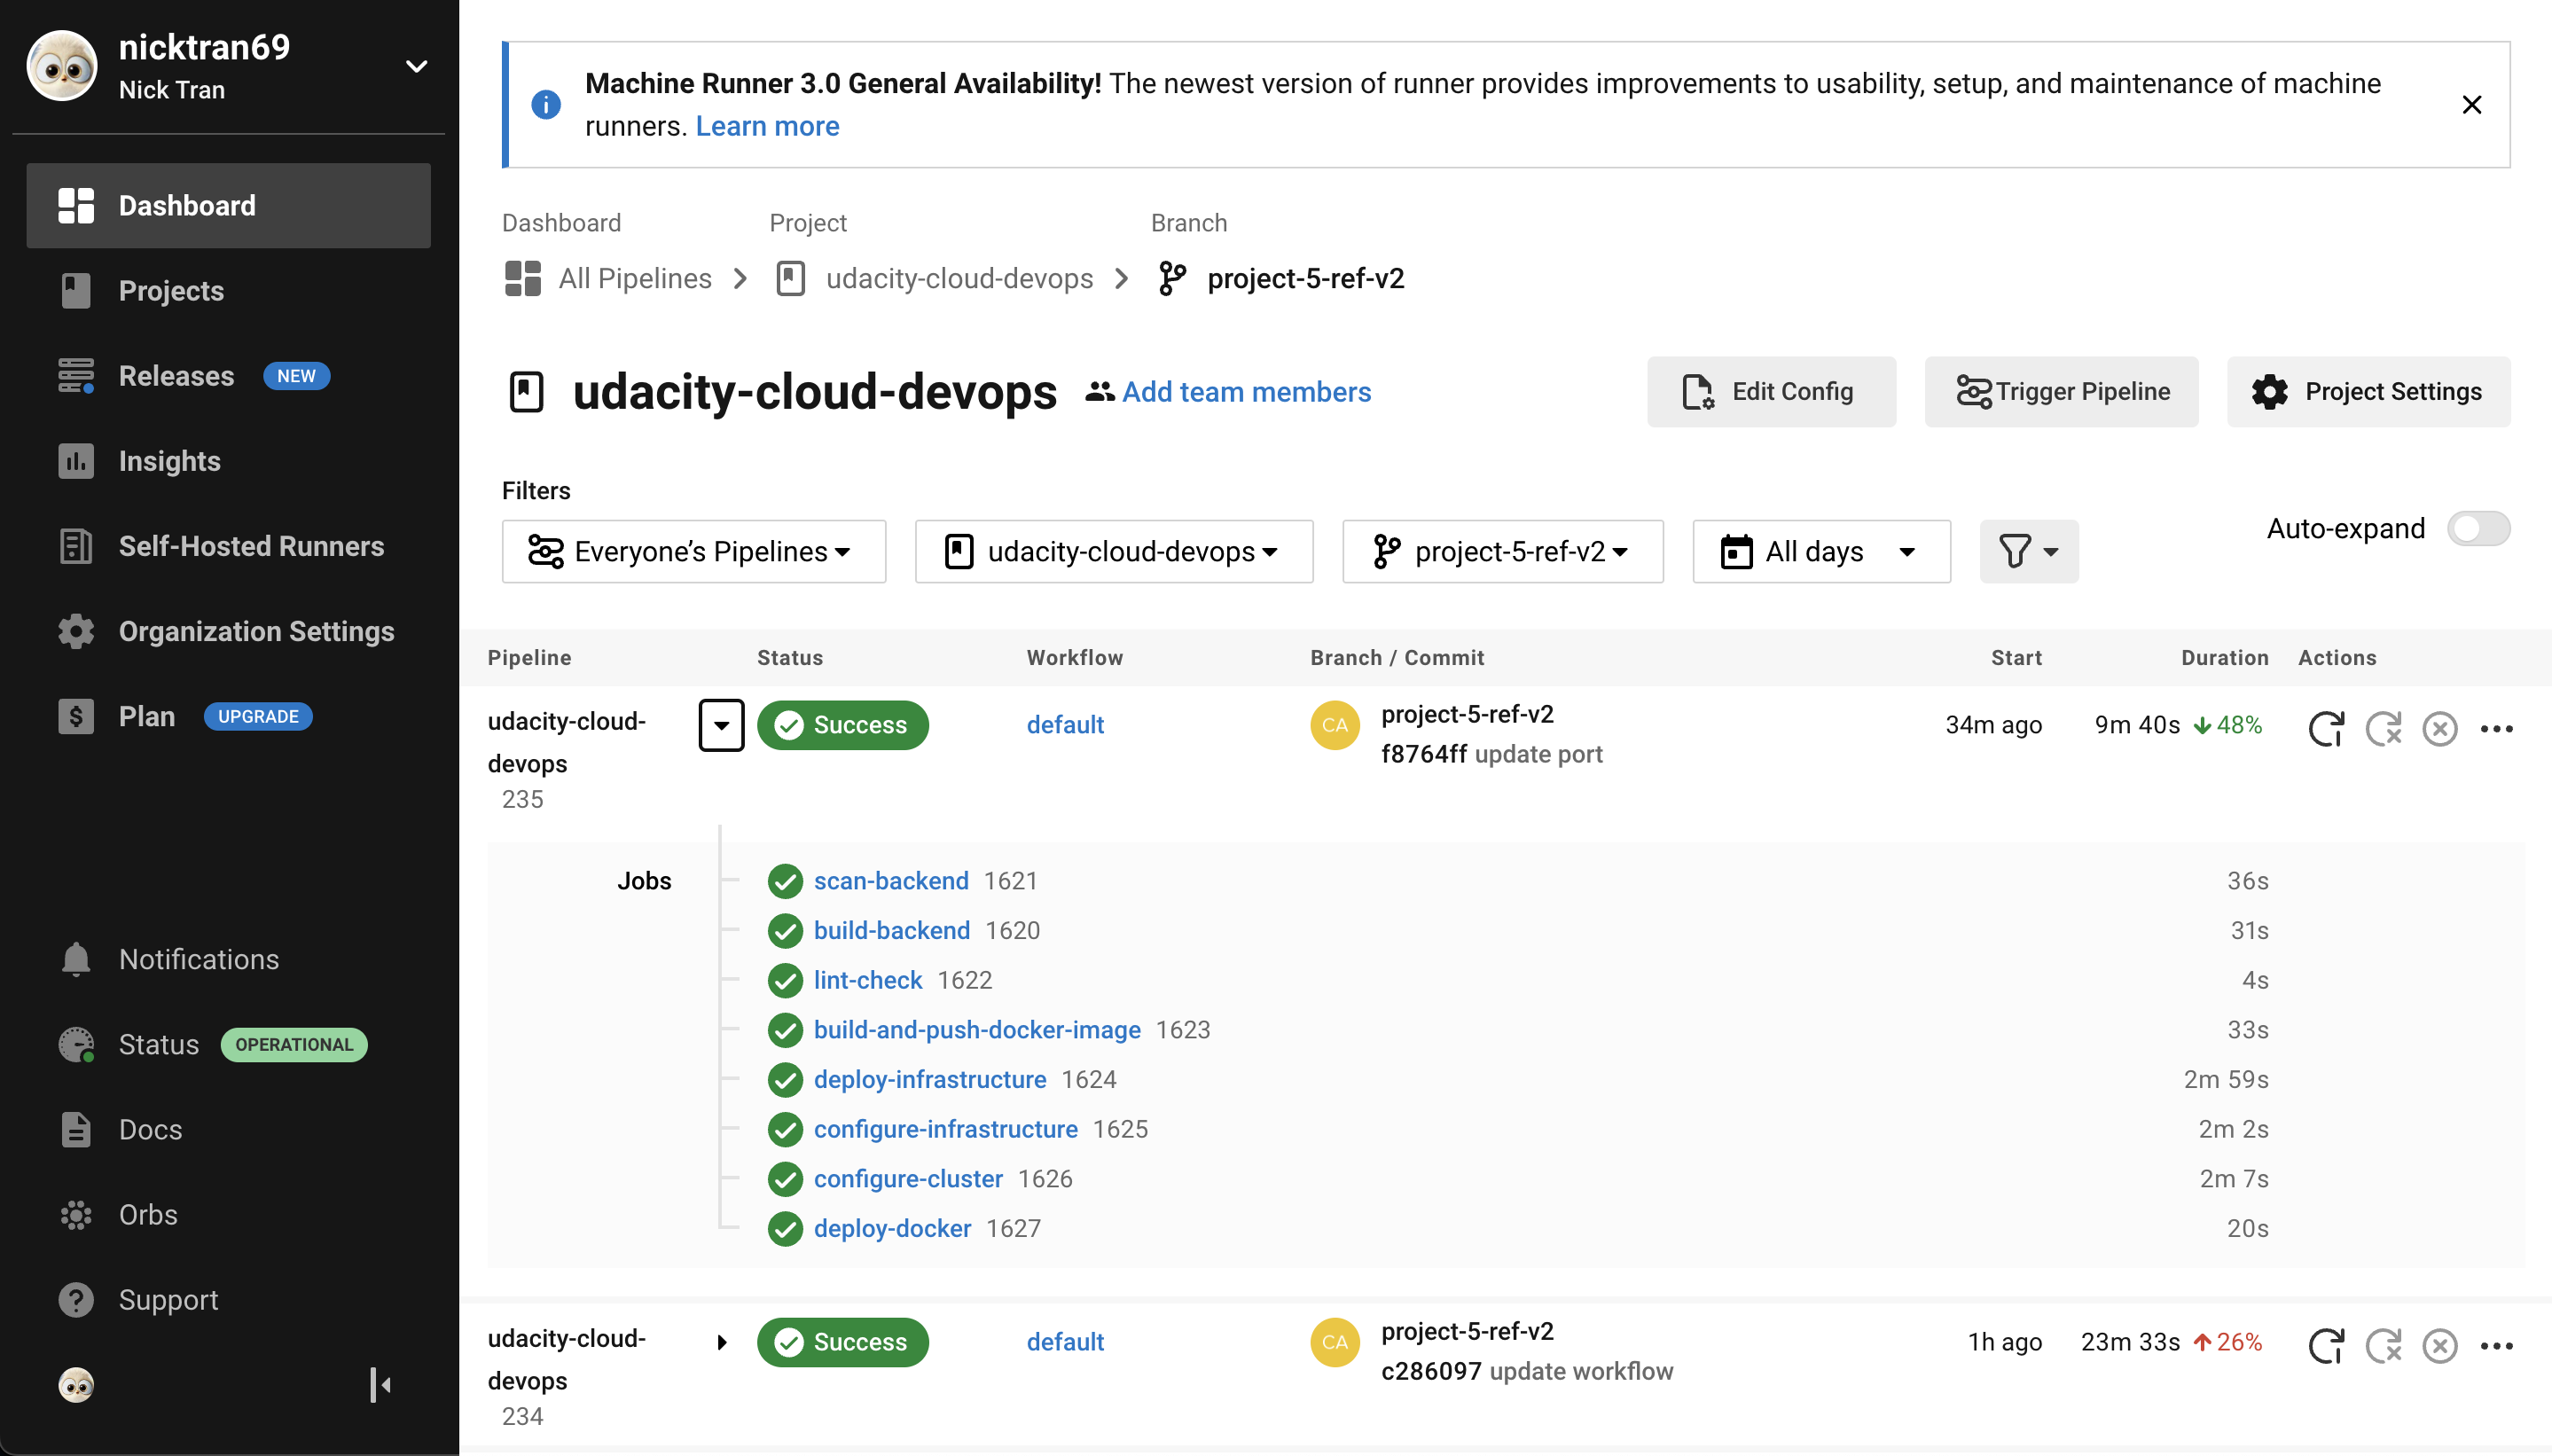 nicktran69
Nick Tran
Dashboard
Projects
Releases NEW
Insights
Self-Hosted Runners
Organization Settings
Plan UPGRADE
Notifications
Status OPERATIONAL
Docs
Orbs
Support
Machine Runner 3.0 General Availability! The newest version of runner provides improvements to usability, setup, and maintenance of machine
runners. Learn more
Dashboard Project Branch
All Pipelines udacity-cloud-devops project-5-ref-v2
udacity-cloud-devops Add team members Edit Config Trigger Pipeline Project Settings
Filters
Everyone’s Pipelines udacity-cloud-devops project-5-ref-v2 All days Auto-expand
Pipeline Status Workflow Branch / Commit Start Duration Actions
udacity-cloud-
devops
235
Success default CA project-5-ref-v2
f8764ff update port
34m ago 9m 40s 48%
Jobs
scan-backend 1621 36s
build-backend 1620 31s
lint-check 1622 4s
build-and-push-docker-image 1623 33s
deploy-infrastructure 1624 2m 59s
configure-infrastructure 1625 2m 2s
configure-cluster 1626 2m 7s
deploy-docker 1627 20s
udacity-cloud-
devops
234
Success default CA project-5-ref-v2
c286097 update workflow
1h ago 23m 33s 26%